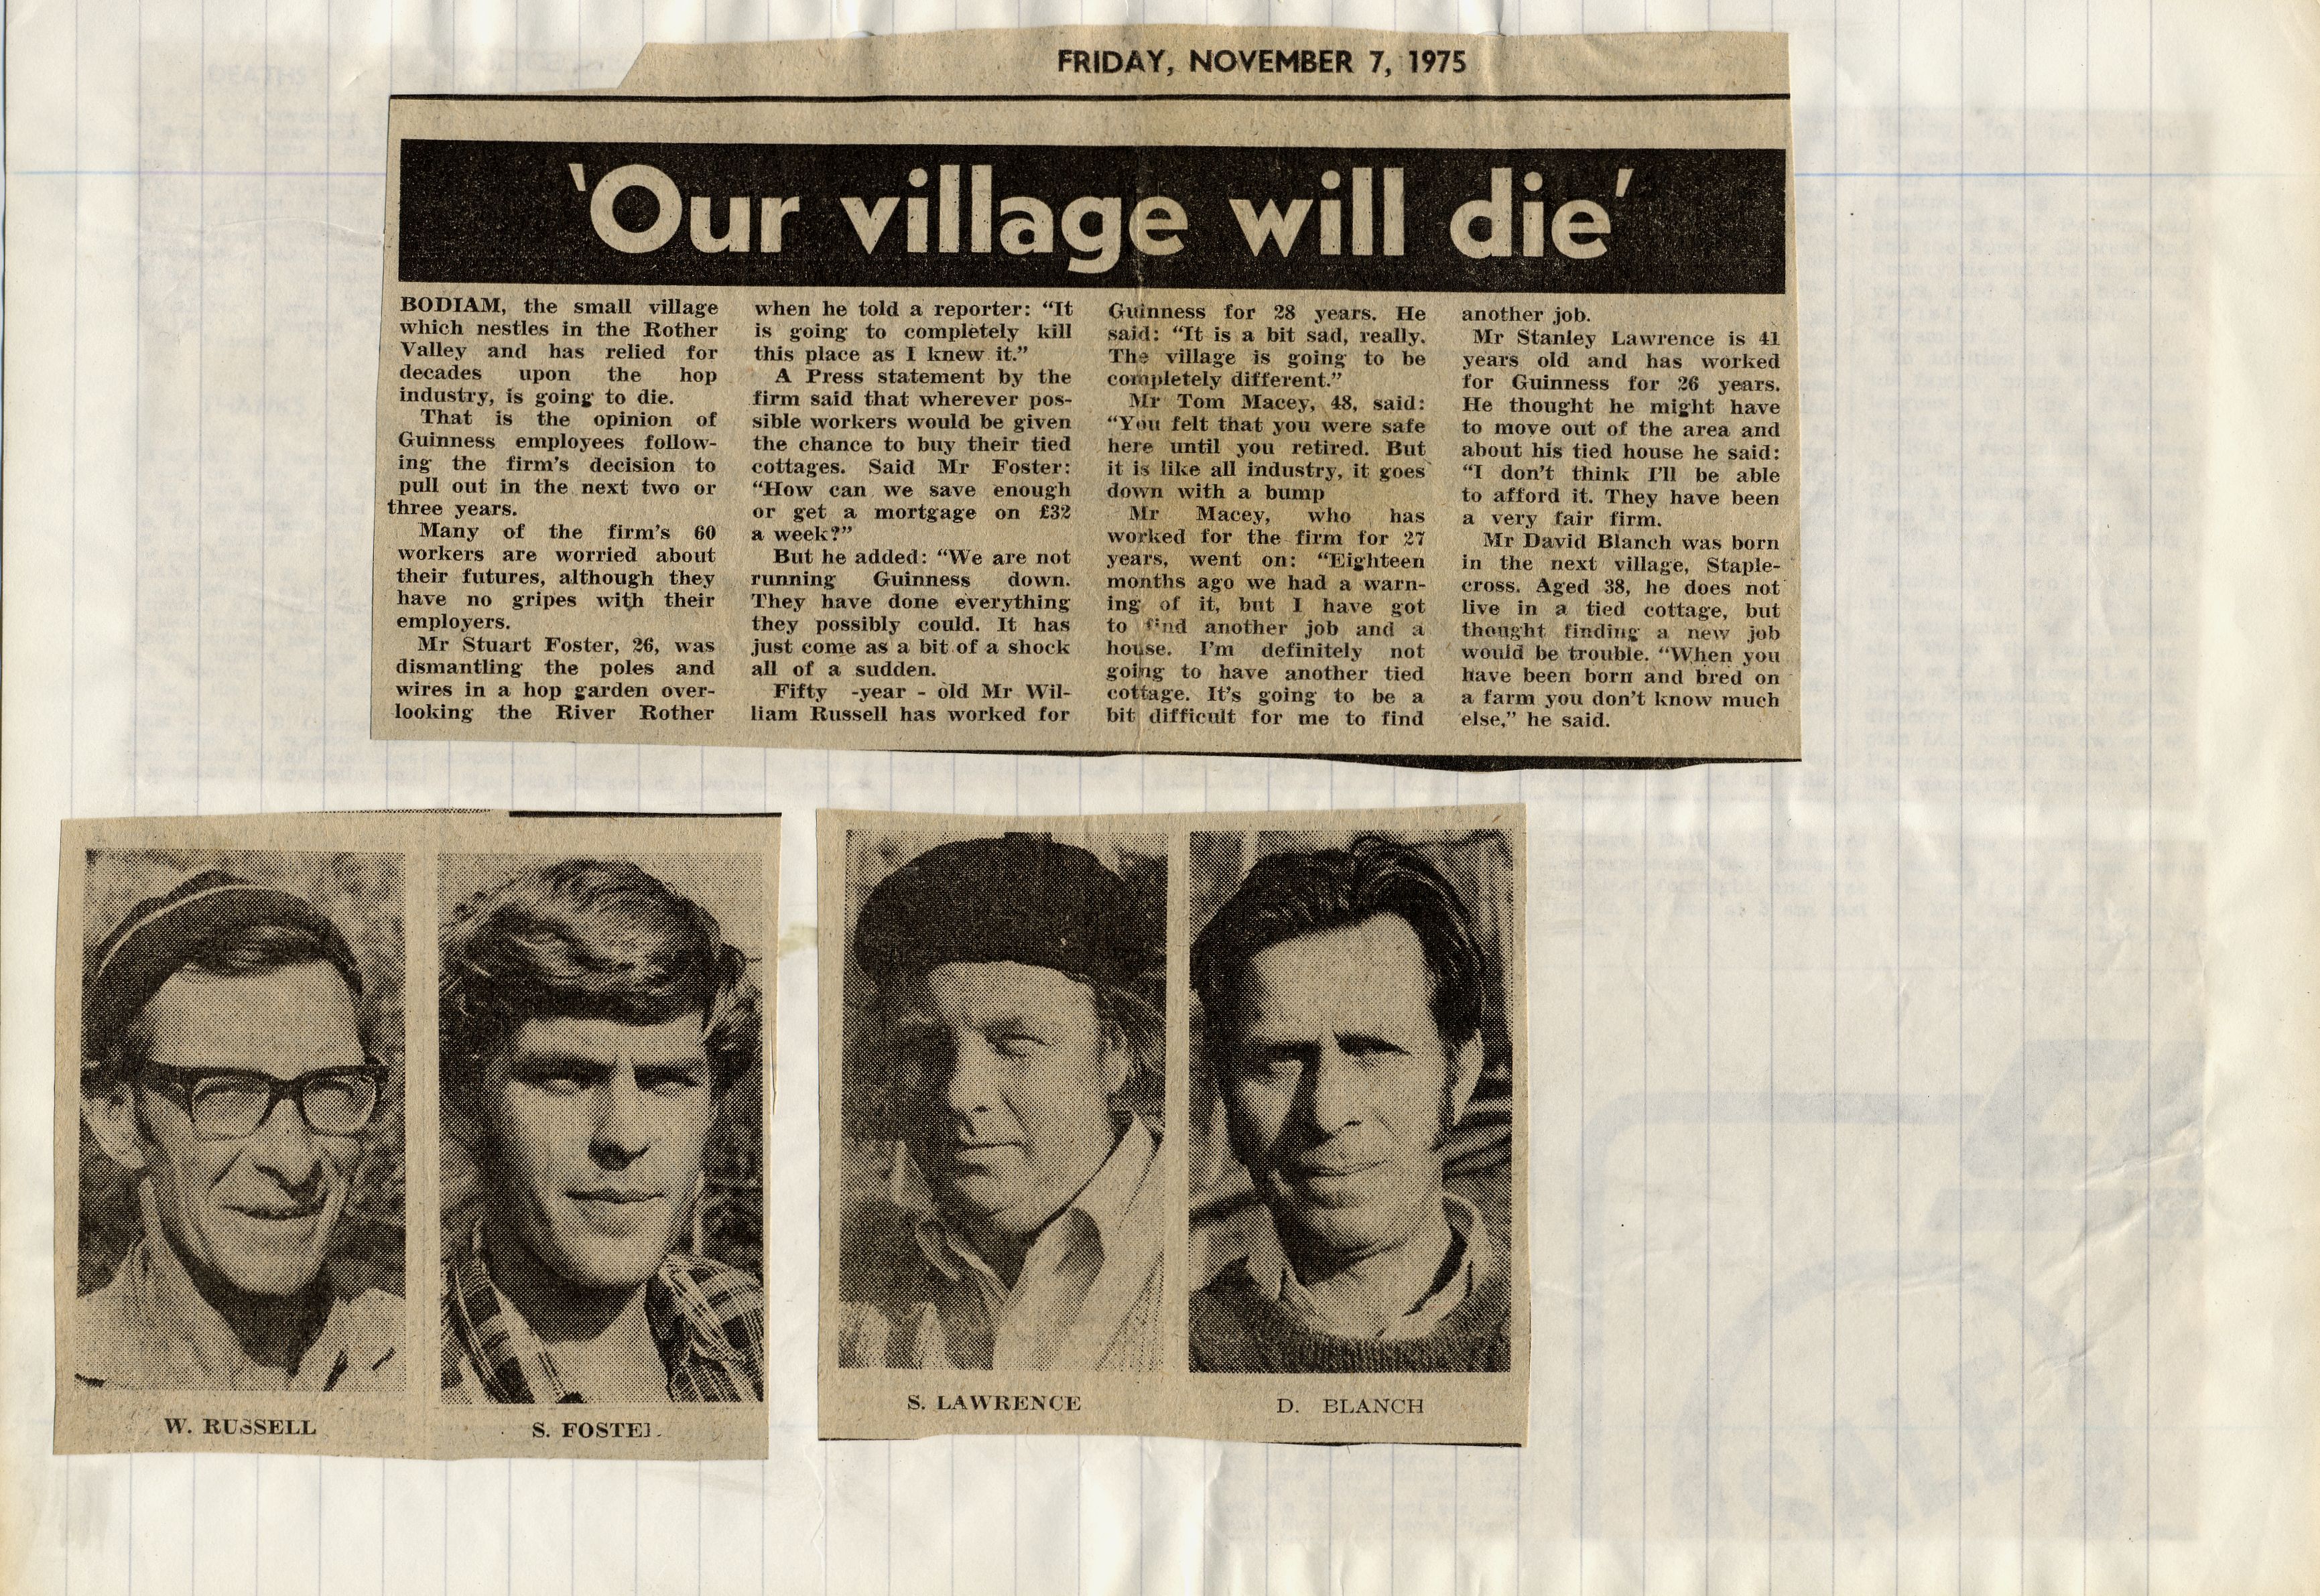 FRIDAY, NOVEMBER 7, 1975
'Our village will die'
BODIAM, the small village
which nestles in the Rother
Valley and has relied for
decades upon the hop
industry, is going to die.
That is the opinion of
Guinness employees follow-
ing the firm's decision to
pull out in the next two or
three years.
Many of the firm's 60
workers are worried about
their futures, although they
have no gripes with their
employers.
Mr Stuart Foster, 26, was
dismantling the poles and
wires in a hop garden over-
looking the River Rother
when he told a reporter: “It
is going to completely kill
this place as I knew it.”
A Press statement by the
firm said that wherever pos-
sible workers would be given
the chance to buy their tied
cottages. Said Mr Foster:
“How can we save enough
or get a mortgage on £32
a week?”
But he added: “We are not
running Guinness down.
They have done everything
they possibly could. It has
just come as a bit of a shock
all of a sudden.
Fifty -year - old Mr Wil-
liam Russell has worked for
Guinness for 28 years. He
said: “It is a bit sad, really.
The village is going to be
completely different.”
Mr Tom Macey, 48, said:
“You felt that you were safe
here until you retired. But
it is like all industry, it goes
down with a bump
Mr Macey, who has
worked for the firm for 27
years, went on: “Eighteen
months ago we had a warn-
ing of it, but I have got
to find another job and a
house. I'm definitely not
going to have another tied
cottage. It's going to be a
bit difficult for me to find
another job.
Mr Stanley Lawrence is 41
years old and has worked
for Guinness for 26 years.
He thought he might have
to move out of the area and
about his tied house he said:
“I don't think I'll be able
to afford it. They have been
a very fair firm.
Mr David Blanch was born
in the next village, Staple-
cross. Aged 38, he does not
live in a tied cottage, but
thought finding a new job
would be trouble. “When you
have been born and bred on
a farm you don't know much
else,” he said.
W. RUSSELL
S. FOSTER
S. LAWRENCE
D. BLANCH